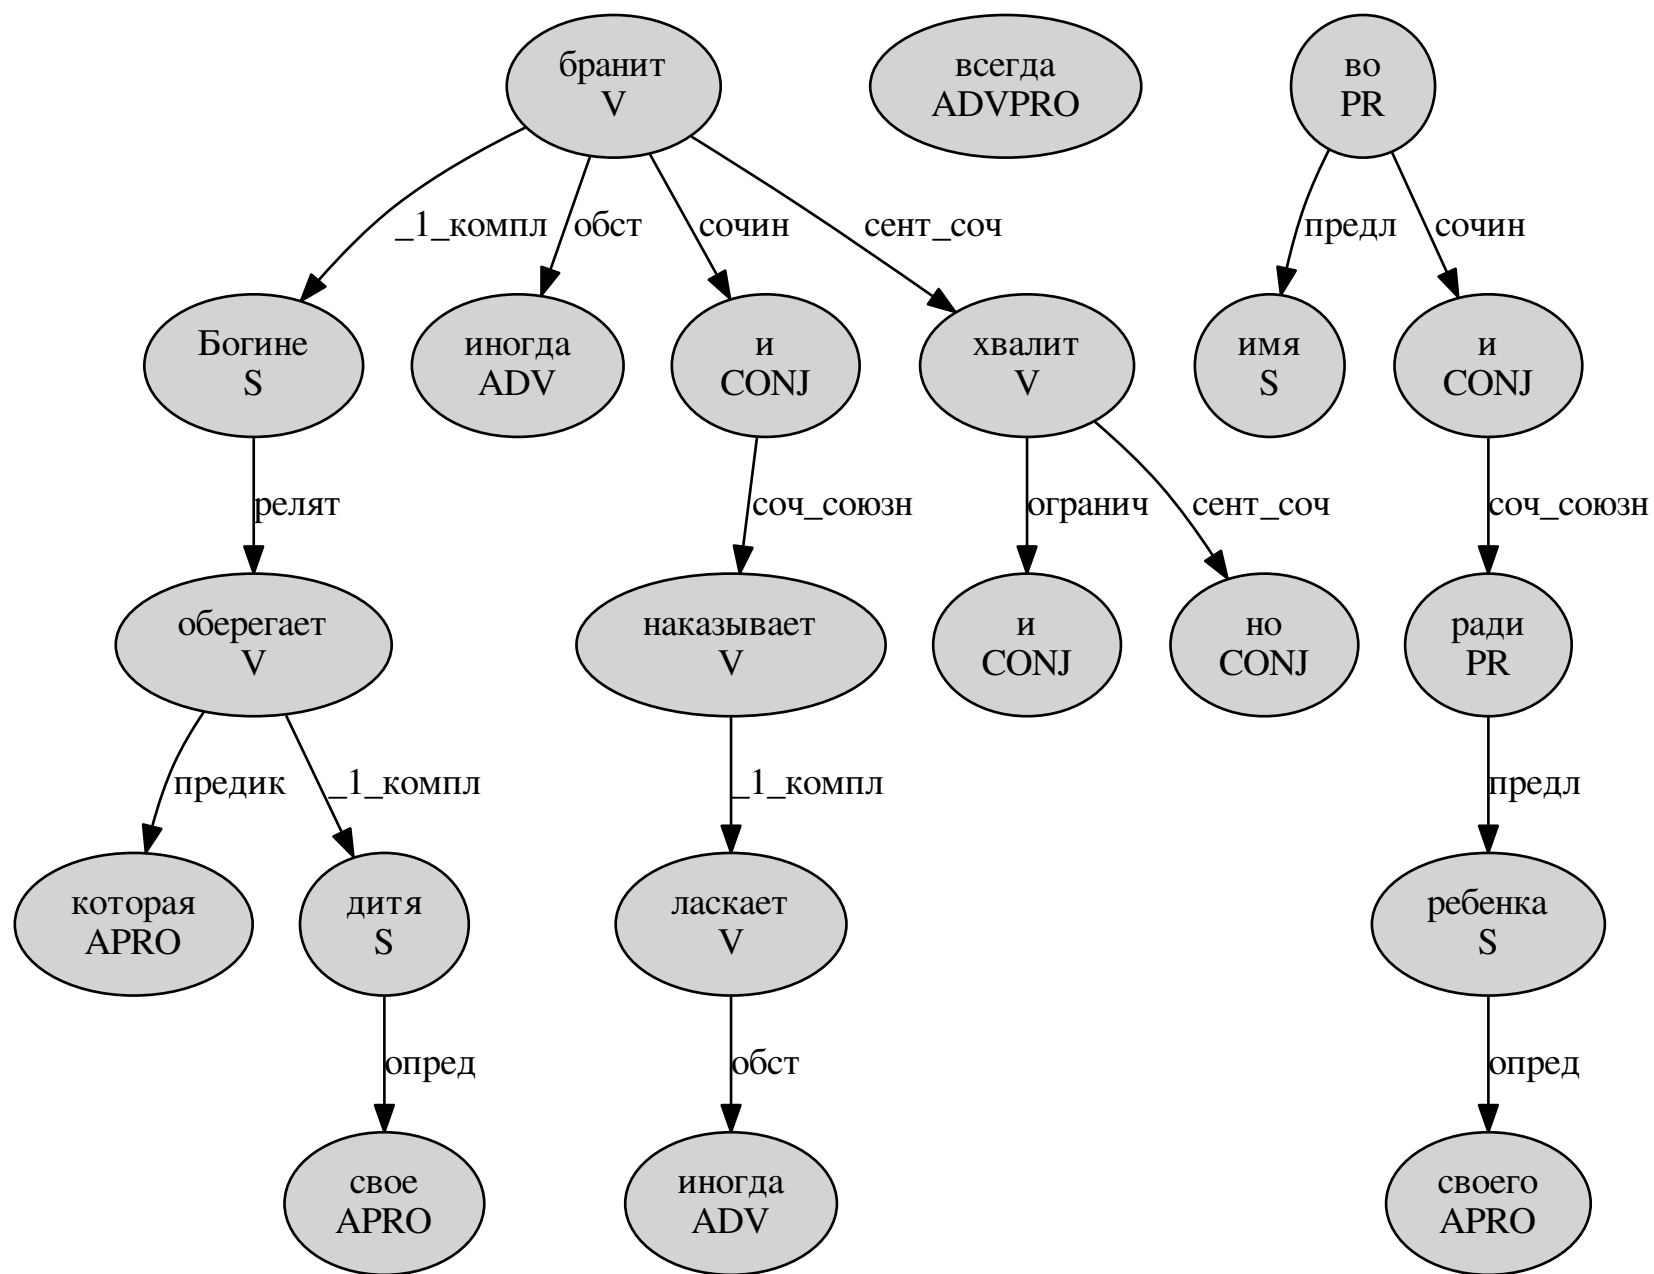 бранит
V
всегда
ADVPRO
во
PR
_1_компл
обст
сочин
сент_соч
предл
сочин
Богине
S
иногда
ADV
и
CONJ
хвалит
V
имя
S
и
CONJ
релят
соч_союзн
огранич
сент_соч
соч_союзн
оберегает
V
наказывает
V
и
CONJ
но
CONJ
ради
PR
предик
_1_компл
_1_компл
предл
которая
APRO
дитя
S
ласкает
V
ребенка
S
опред
обст
опред
свое
APRO
иногда
ADV
своего
APRO